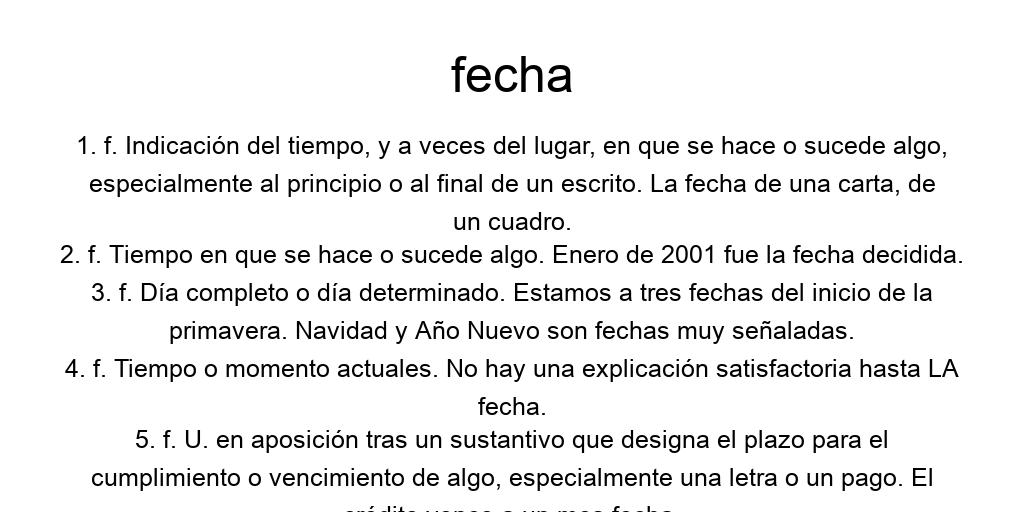 fecha
1. f. Indicación del tiempo, y a veces del lugar, en que se hace o sucede algo,
especialmente al principio o al final de un escrito. La fecha de una carta, de
un cuadro.
2. f. Tiempo en que se hace o sucede algo. Enero de 2001 fue la fecha decidida.
3. f. Día completo o día determinado. Estamos a tres fechas del inicio de la
primavera. Navidad y Año Nuevo son fechas muy señaladas.
4. f. Tiempo o momento actuales. No hay una explicación satisfactoria hasta LA
fecha.
5. f. U. en aposición tras un sustantivo que designa el plazo para el
cumplimiento o vencimiento de algo, especialmente una letra o un pago. El